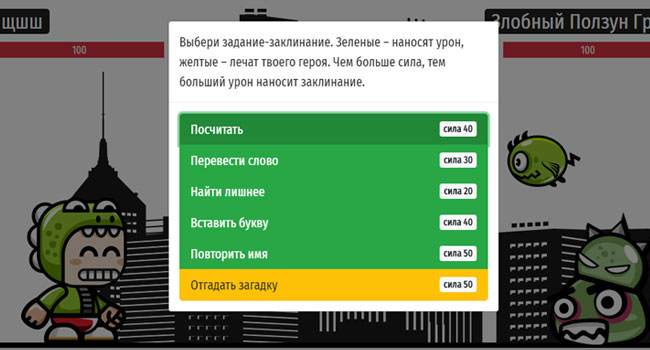 щшш
Злобный Ползун Гр
100
100
Выбери задание-заклинание. Зеленые – наносят урон,
желтые – лечат твоего героя. Чем больше сила, тем
больший урон наносит заклинание.
Посчитать сила 40
Перевести слово сила 30
Найти лишнее сила 20
Вставить букву сила 40
Повторить имя сила 50
Отгадать загадку сила 50